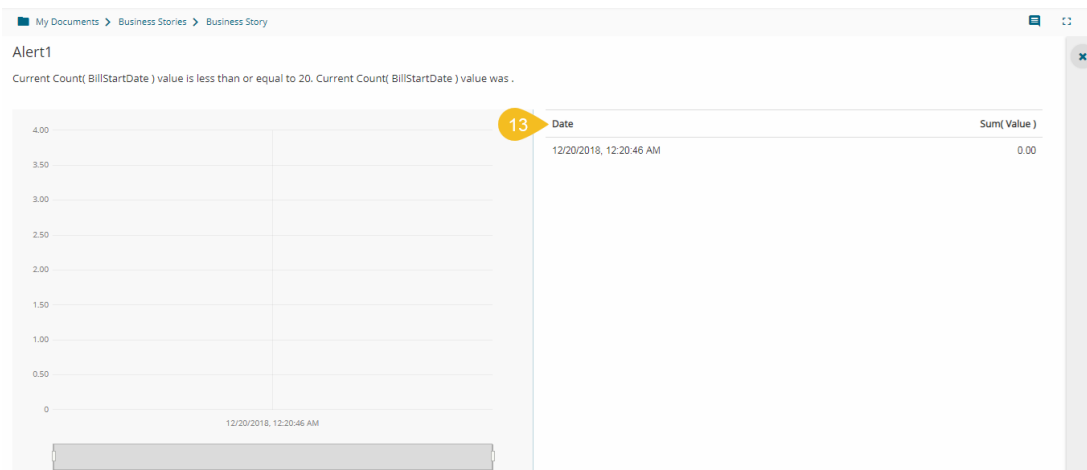 My Documents > Business Stories > Business Story
Alert1
Current Count( BillStartDate ) value is less than or equal to 20. Current Count( BillStartDate ) value was .
4.00
3.50
3.00
2.50
2.00
1.50
1.00
0.50
0
12/20/2018, 12:20:46 AM
13
Date Sum( Value )
12/20/2018, 12:20:46 AM 0.00